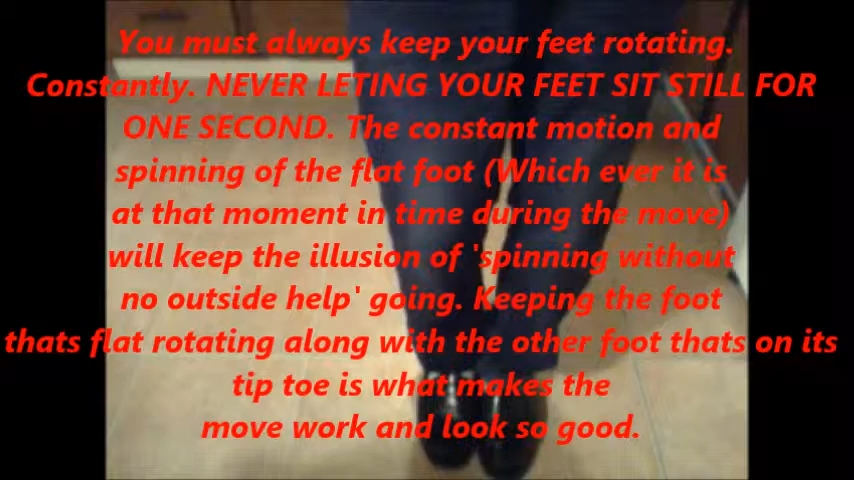 You must always keep your feet rotating.
Constantly. NEVER LETING YOUR FEET SIT STILL FOR
ONE SECOND. The constant motion and
spinning of the flat foot (Which ever it is
at that moment in time during the move)
will keep the illusion of 'spinning without
no outside help' going. Keeping the foot
thats flat rotating along with the other foot thats on its
tip toe is what makes the
move work and look so good.